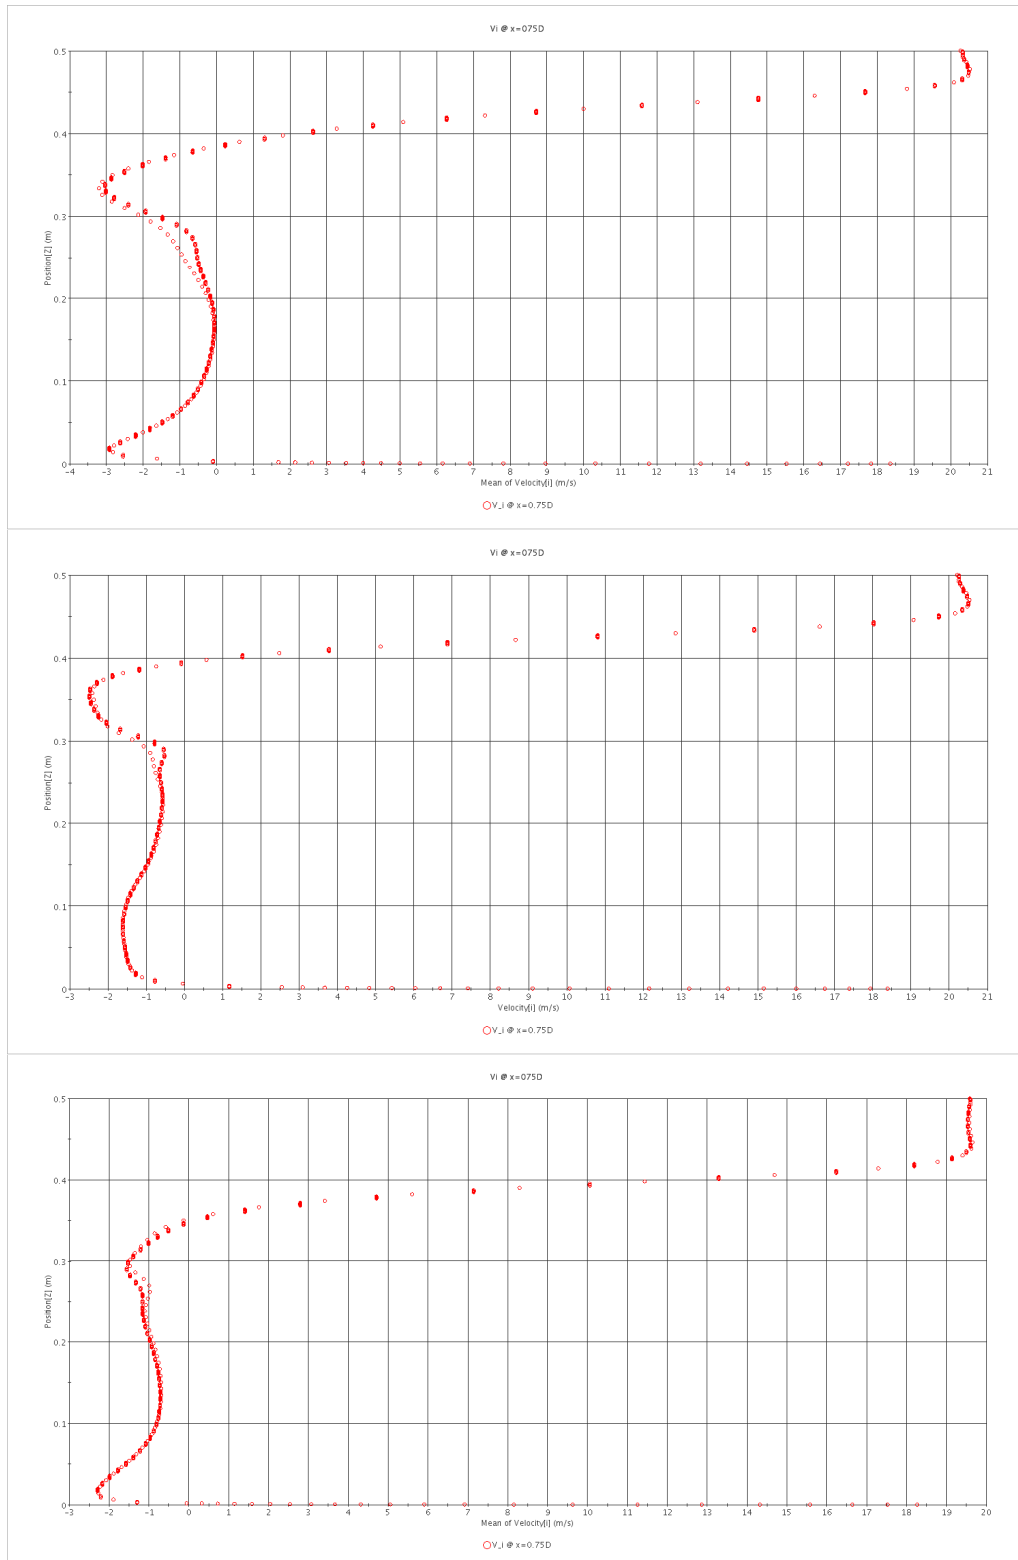 Vi @ x=075D
0.5
0.4
0.3
0.2
0.1
0
Position[Z] (m)
−4 −3 −2 −1 0 1 2 3 4 5 6 7 8 9 10 11 12 13 14 15 16 17 18 19 20 21
Mean of Velocity[i] (m/s)
V_i @ x=0.75D
Vi @ x=075D
0.5
0.4
0.3
0.2
0.1
0
Position[Z] (m)
−3 −2 −1 0 1 2 3 4 5 6 7 8 9 10 11 12 13 14 15 16 17 18 19 20 21
Velocity[i] (m/s)
V_i @ x=0.75D
Vi @ x=075D
0.5
0.4
0.3
0.2
0.1
0
Position[Z] (m)
−3 −2 −1 0 1 2 3 4 5 6 7 8 9 10 11 12 13 14 15 16 17 18 19 20
Mean of Velocity[i] (m/s)
V_i @ x=0.75D